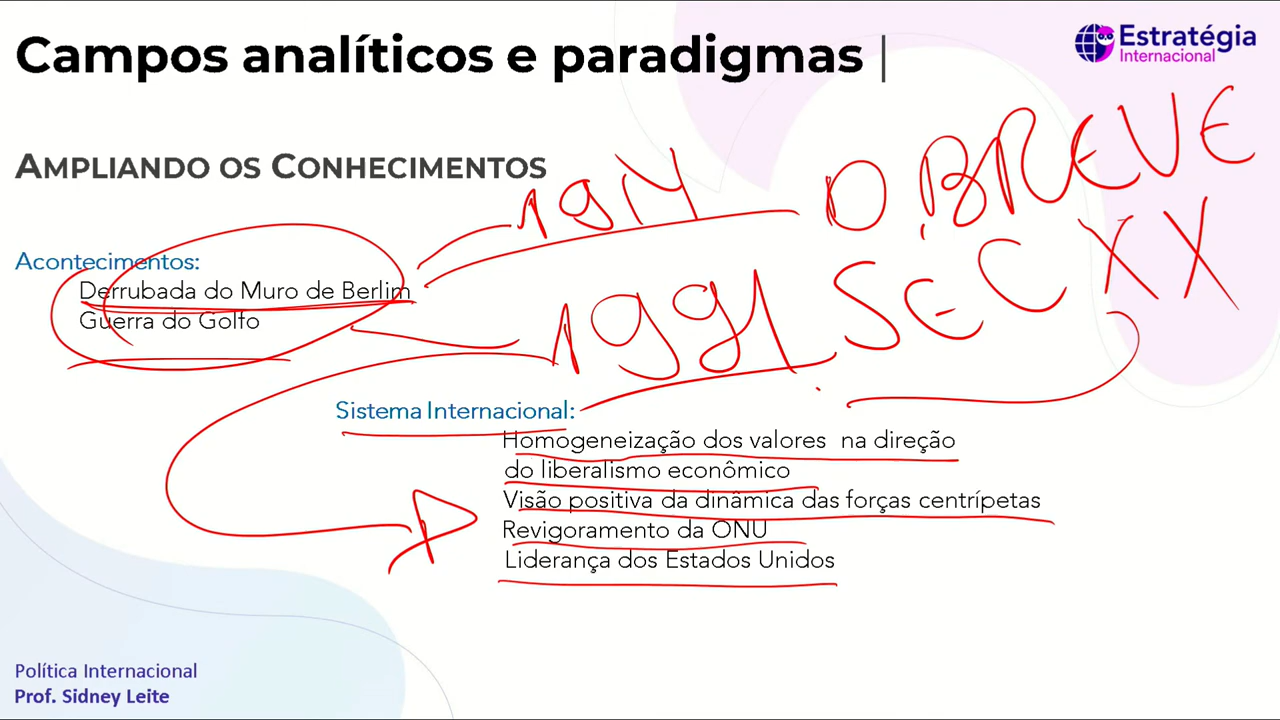 Campos analíticos e paradigmas |
Estratégia
Internacional
AMPLIANDO OS CONHECIMENTOS
1914
O BREVE
SÉC XX
1991
Acontecimentos:
Derrubada do Muro de Berlim
Guerra do Golfo
Sistema Internacional:
Homogeneização dos valores na direção
do liberalismo econômico
Visão positiva da dinâmica das forças centrípetas
Revigoramento da ONU
Liderança dos Estados Unidos
Política Internacional
Prof. Sidney Leite